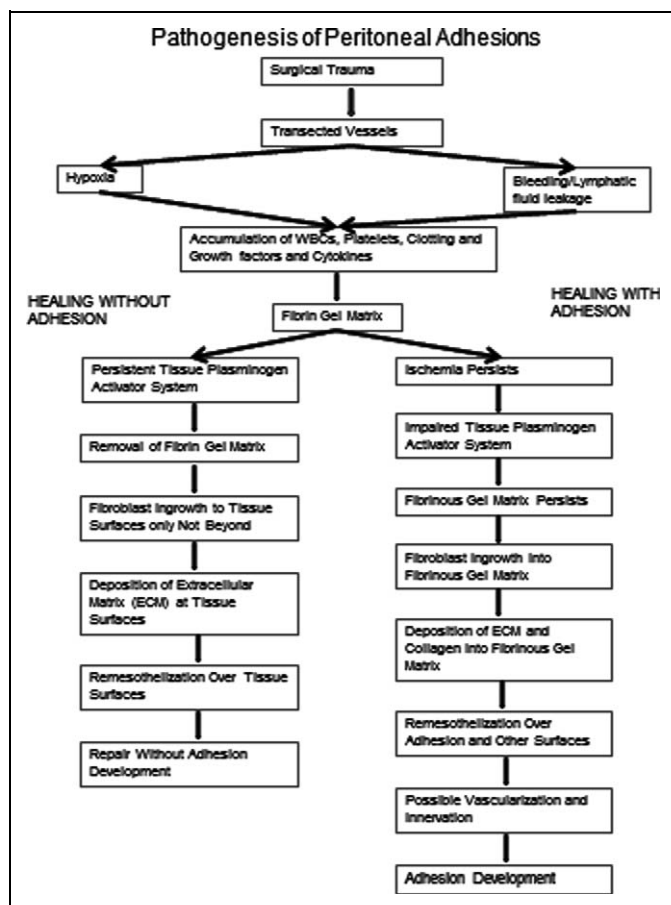 Pathogenesis of Peritoneal Adhesions
Surgical Trauma
Transected Vessels
Hypoxia
Bleeding/Lymphatic
fluid leakage
Accumulation of WBCs, Platelets, Clotting and
Growth factors and Cytokines
HEALING WITHOUT
ADHESION
HEALING WITH
ADHESION
Fibrin Gel Matrix
Persistent Tissue Plasminogen
Activator System
Removal of Fibrin Gel Matrix
Fibroblast Ingrowth to Tissue
Surfaces only Not Beyond
Deposition of Extracellular
Matrix (ECM) at Tissue
Surfaces
Remesothelization Over Tissue
Surfaces
Repair Without Adhesion
Development
Ischemia Persists
Impaired Tissue Plasminogen
Activator System
Fibrinous Gel Matrix Persists
Fibroblast Ingrowth Into
Fibrinous Gel Matrix
Deposition of ECM and
Collagen Into Fibrinous Gel
Matrix
Remesothelization Over
Adhesion and Other Surfaces
Possible Vascularization and
Innervation
Adhesion Development